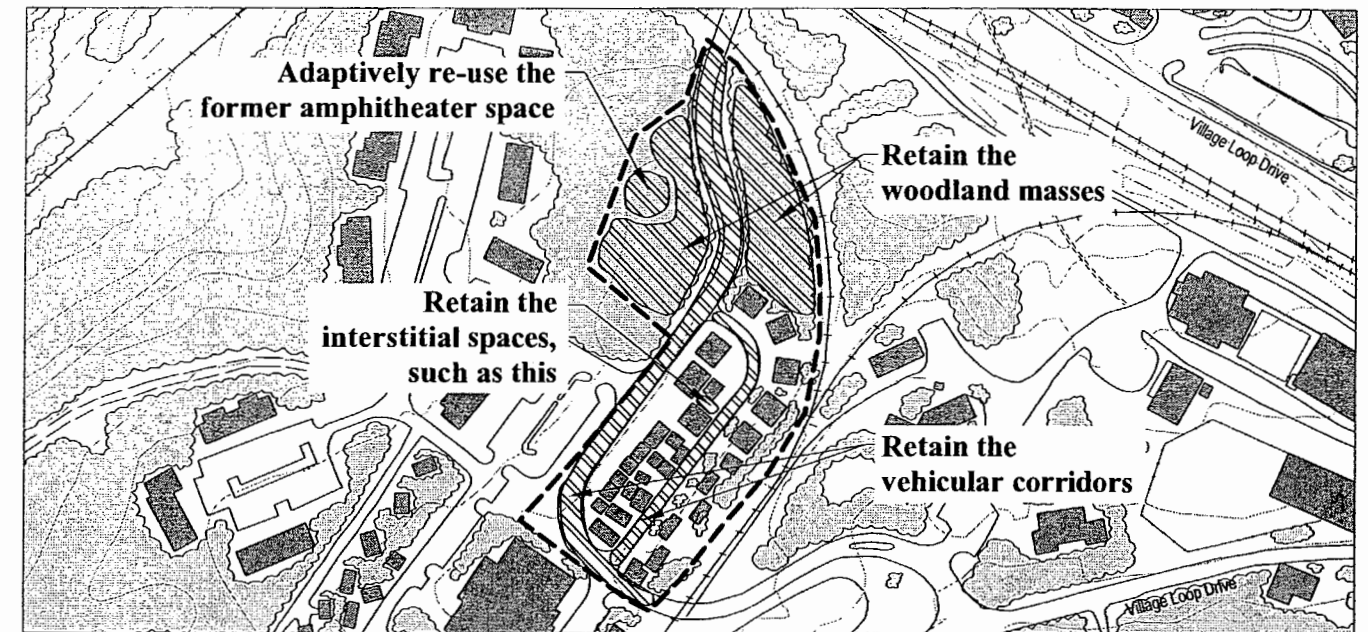 Adaptively re-use the
former amphitheater space
Village Loop Drive
Retain the
woodland masses
Retain the
interstitial spaces,
such as this
Retain the
vehicular corridors
Village Loop Drive